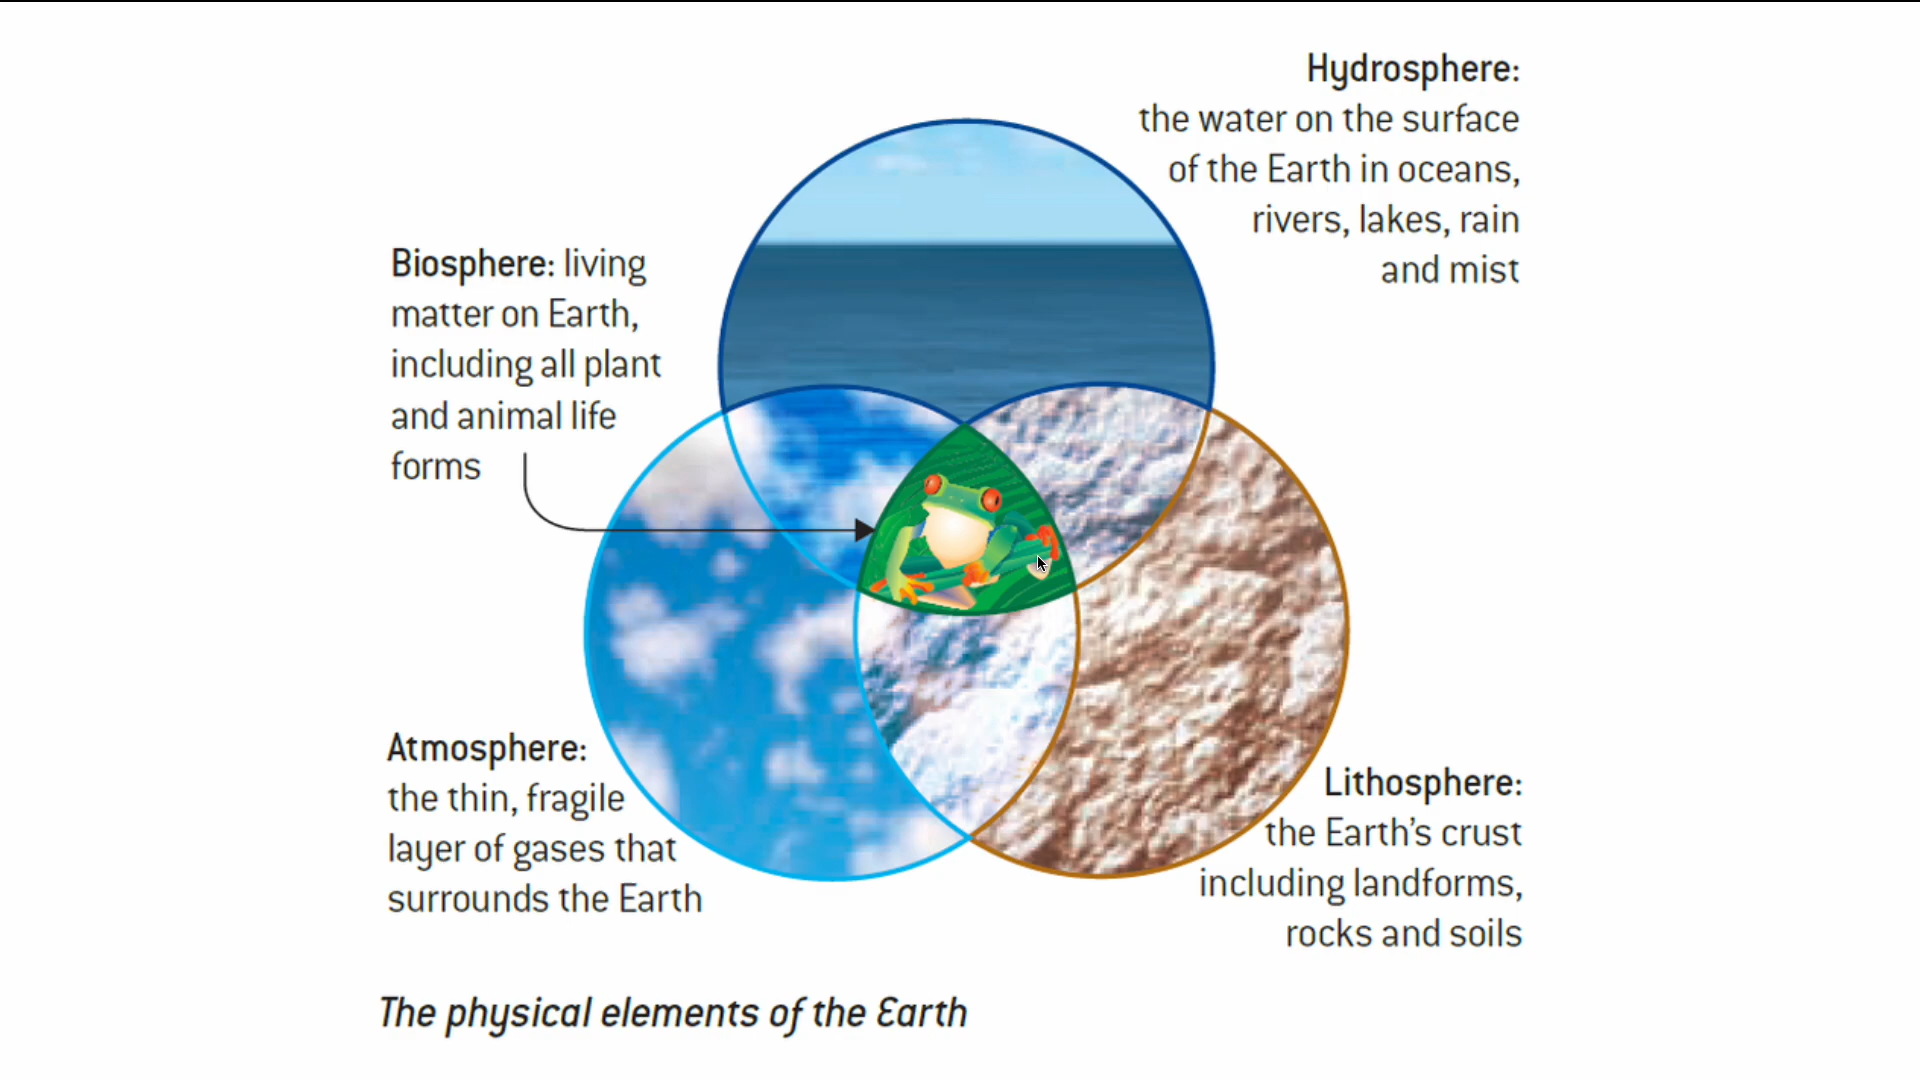 Hydrosphere:
the water on the surface
of the Earth in oceans,
rivers, lakes, rain
and mist
Biosphere: living
matter on Earth,
including all plant
and animal life
forms
Atmosphere:
the thin, fragile
layer of gases that
surrounds the Earth
Lithosphere:
the Earth's crust
including landforms,
rocks and soils
The physical elements of the Earth